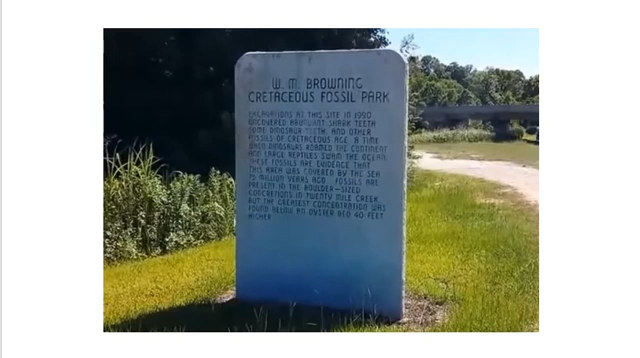 W. M. BROWNING
CRETACEOUS FOSSIL PARK
EXCAVATIONS AT THIS SITE IN 1990
UNCOVERED ABUNDANT SHARK TEETH
SOME DINOSAUR TEETH, AND OTHER
FOSSILS OF CRETACEOUS AGE, A TIME
WHEN DINOSAURS ROAMED THE CONTINENT
AND LARGE REPTILES SWAM THE OCEAN.
THESE FOSSILS ARE EVIDENCE THAT
THIS AREA WAS COVERED BY THE SEA
75 MILLION YEARS AGO. FOSSILS ARE
PRESENT IN THE BOULDER-SIZED
CONCRETIONS IN TWENTY MILE CREEK
BUT THE GREATEST CONCENTRATION WAS
FOUND BELOW AN OYSTER BED 40 FEET
HIGHER